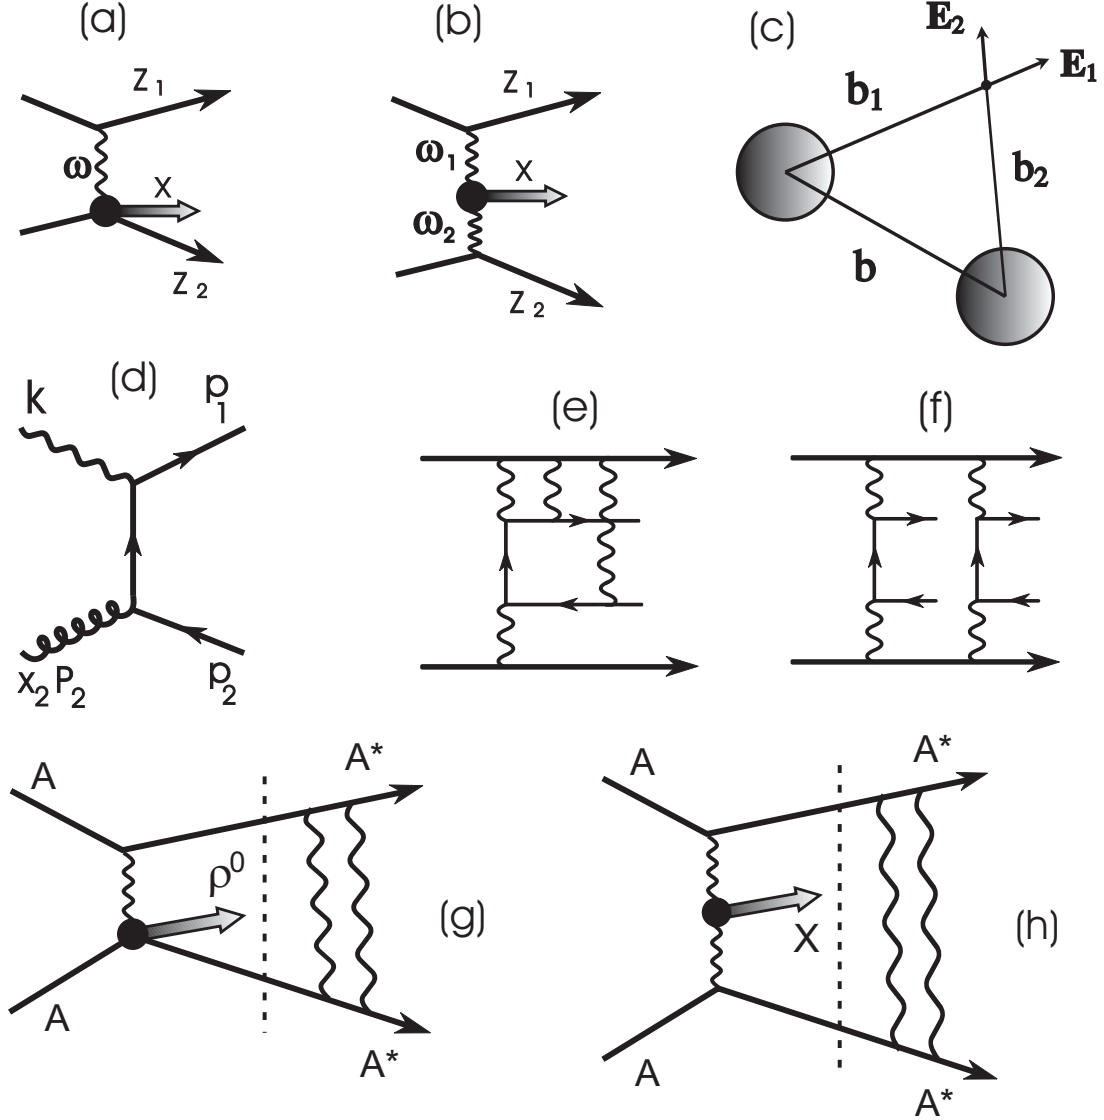 (a)
(b)
(c)
E₂
E₁
Z₁
Z₁
b₁
ω
ω₁
X
X
b₂
ω₂
Z₂
Z₂
b
(d)
k
p₁
(e)
(f)
x₂P₂
p₂
A
A*
A
A*
ρ⁰
(g)
X
(h)
A
A*
A
A*